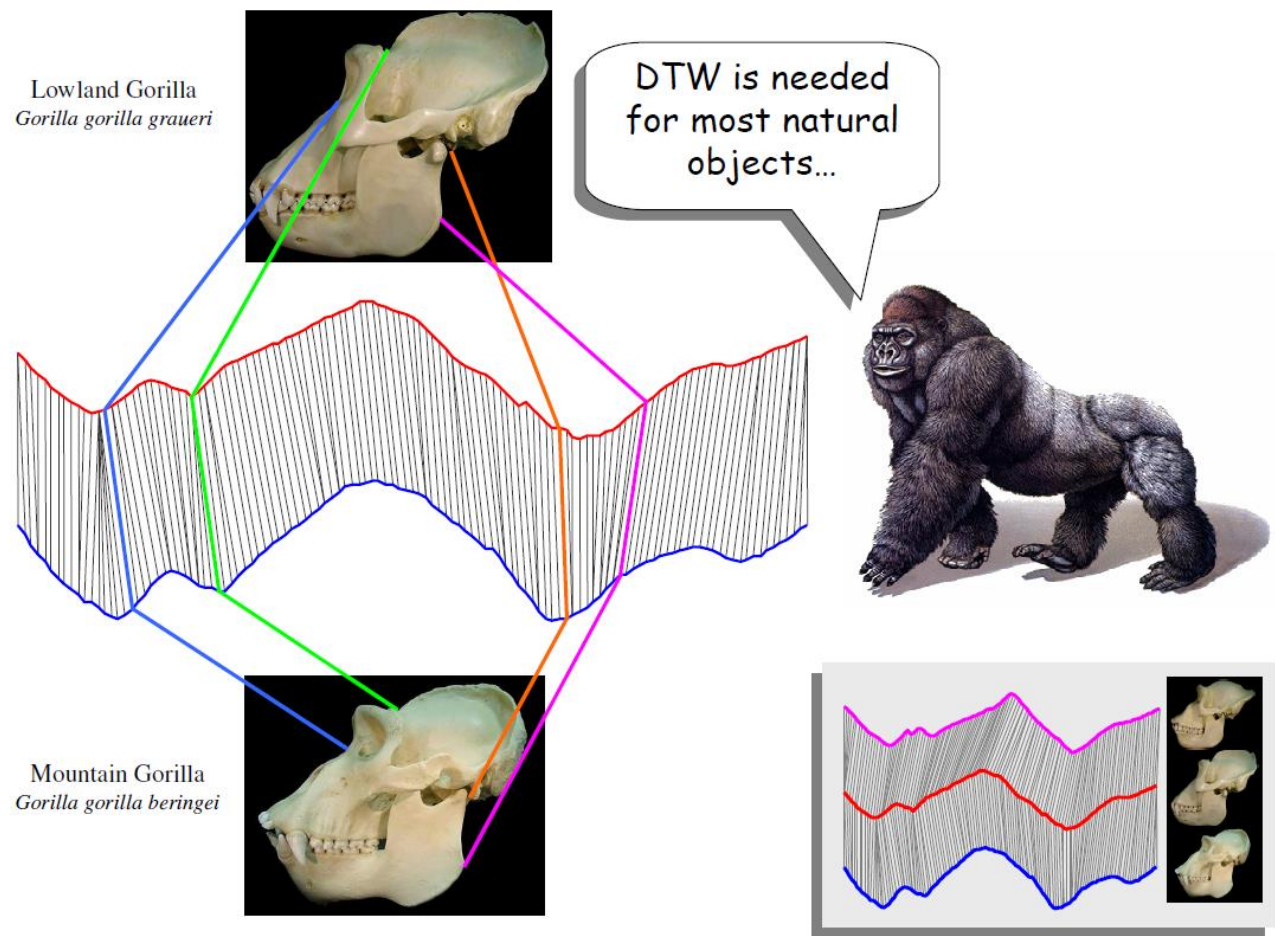 Lowland Gorilla
Gorilla gorilla graueri
DTW is needed
for most natural
objects…
Mountain Gorilla
Gorilla gorilla beringei